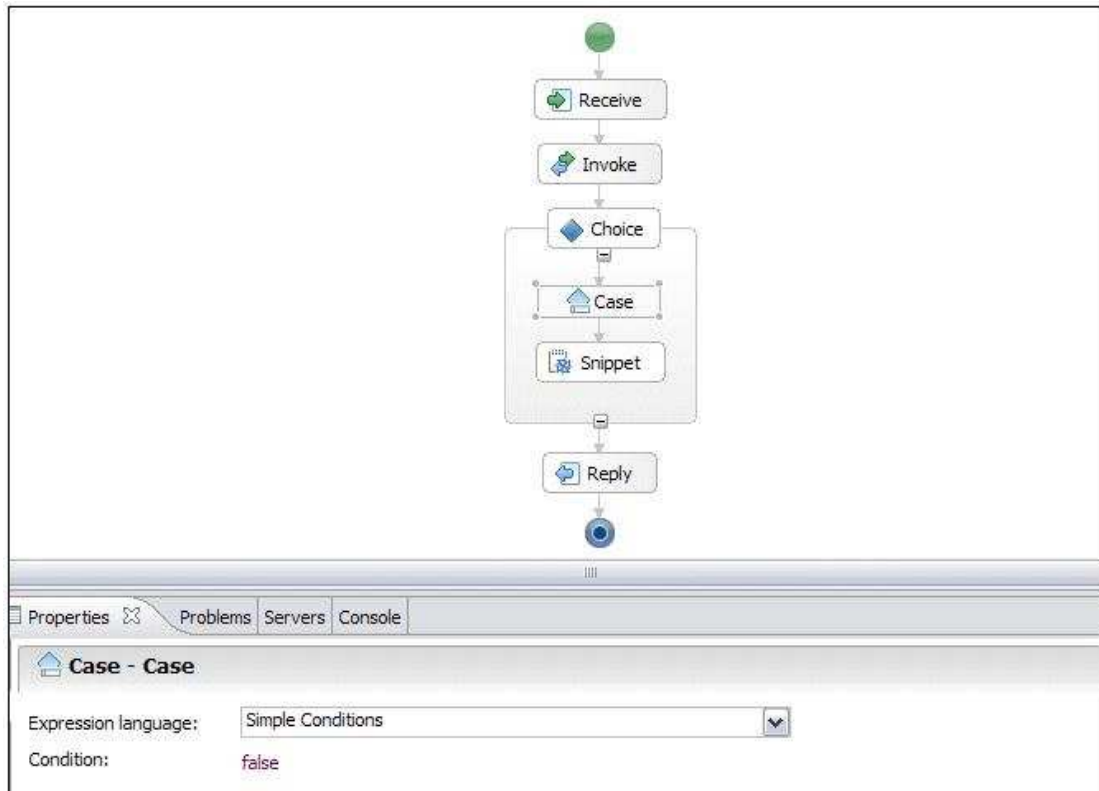 Receive
Invoke
Choice
Case
Snippet
Reply
Properties Problems Servers Console
Case - Case
Expression language: Simple Conditions
Condition: false